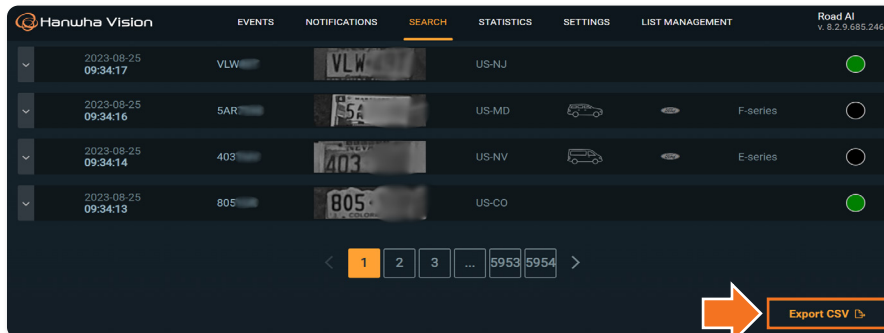 Hanwha Vision EVENTS NOTIFICATIONS SEARCH STATISTICS SETTINGS LIST MANAGEMENT Road AI
v. 8.2.9.685.246
2023-08-25
09:34:17 VLW VLW US-NJ
2023-08-25
09:34:16 5AR 5A US-MD F-series
2023-08-25
09:34:14 403 403 US-NV E-series
2023-08-25
09:34:13 805 805 US-CO
< 1 2 3 ... 5953 5954 >
Export CSV